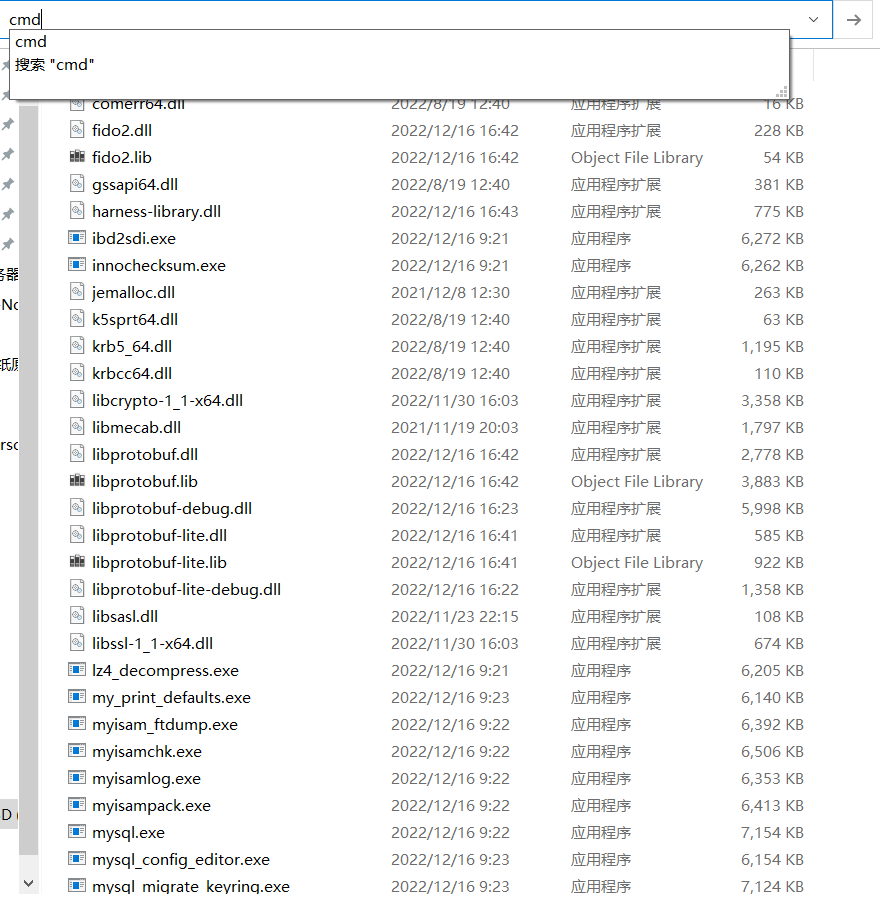 cmd
cmd
搜索 "cmd"
comerr64.dll 2022/8/19 12:40 应用程序扩展 16 KB
fido2.dll 2022/12/16 16:42 应用程序扩展 228 KB
fido2.lib 2022/12/16 16:42 Object File Library 54 KB
gssapi64.dll 2022/8/19 12:40 应用程序扩展 381 KB
harness-library.dll 2022/12/16 16:43 应用程序扩展 775 KB
ibd2sdi.exe 2022/12/16 9:21 应用程序 6,272 KB
innochecksum.exe 2022/12/16 9:21 应用程序 6,262 KB
jemalloc.dll 2021/12/8 12:30 应用程序扩展 263 KB
k5sprt64.dll 2022/8/19 12:40 应用程序扩展 63 KB
krb5_64.dll 2022/8/19 12:40 应用程序扩展 1,195 KB
krbcc64.dll 2022/8/19 12:40 应用程序扩展 110 KB
libcrypto-1_1-x64.dll 2022/11/30 16:03 应用程序扩展 3,358 KB
libmecab.dll 2021/11/19 20:03 应用程序扩展 1,797 KB
libprotobuf.dll 2022/12/16 16:42 应用程序扩展 2,778 KB
libprotobuf.lib 2022/12/16 16:42 Object File Library 3,883 KB
libprotobuf-debug.dll 2022/12/16 16:23 应用程序扩展 5,998 KB
libprotobuf-lite.dll 2022/12/16 16:41 应用程序扩展 585 KB
libprotobuf-lite.lib 2022/12/16 16:41 Object File Library 922 KB
libprotobuf-lite-debug.dll 2022/12/16 16:22 应用程序扩展 1,358 KB
libsasl.dll 2022/11/23 22:15 应用程序扩展 108 KB
libssl-1_1-x64.dll 2022/11/30 16:03 应用程序扩展 674 KB
lz4_decompress.exe 2022/12/16 9:21 应用程序 6,205 KB
my_print_defaults.exe 2022/12/16 9:23 应用程序 6,140 KB
myisam_ftdump.exe 2022/12/16 9:22 应用程序 6,392 KB
myisamchk.exe 2022/12/16 9:22 应用程序 6,506 KB
myisamlog.exe 2022/12/16 9:22 应用程序 6,353 KB
myisampack.exe 2022/12/16 9:22 应用程序 6,413 KB
mysql.exe 2022/12/16 9:22 应用程序 7,154 KB
mysql_config_editor.exe 2022/12/16 9:23 应用程序 6,154 KB
mysql_migrate_keyring.exe 2022/12/16 9:23 应用程序 7,124 KB